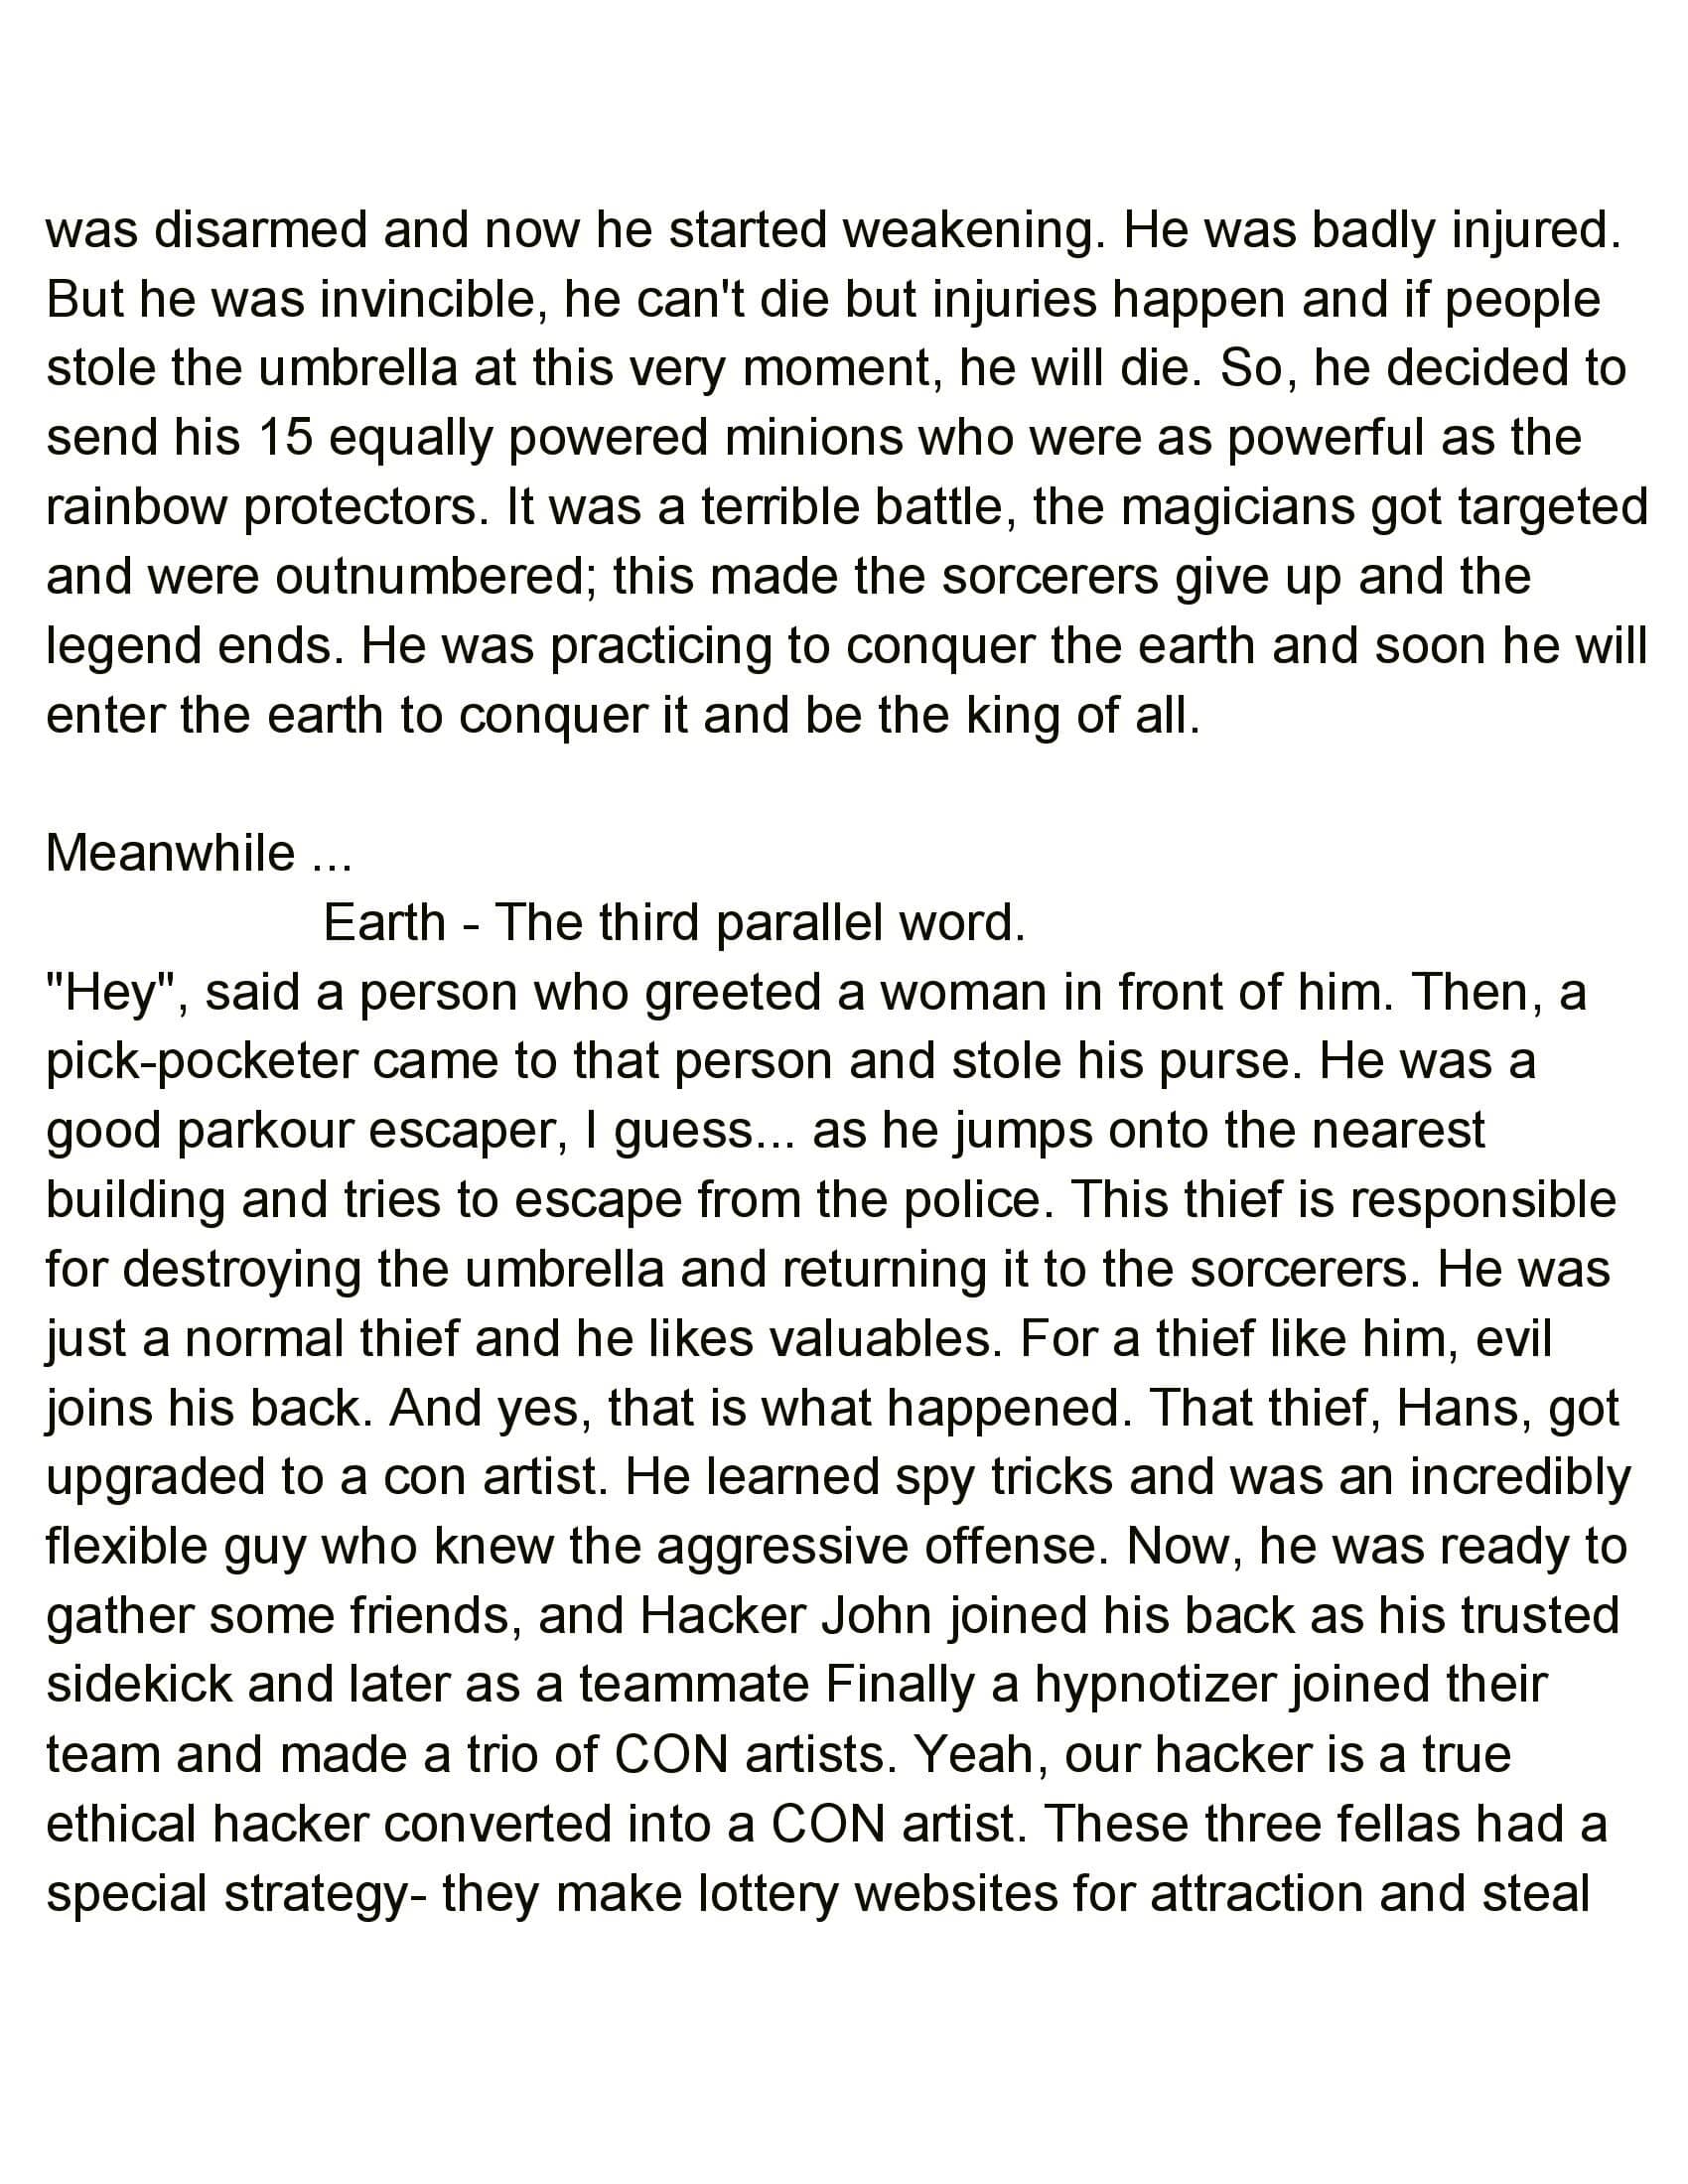 was disarmed and now he started weakening. He was badly injured.
But he was invincible, he can't die but injuries happen and if people
stole the umbrella at this very moment, he will die. So, he decided to
send his 15 equally powered minions who were as powerful as the
rainbow protectors. It was a terrible battle, the magicians got targeted
and were outnumbered; this made the sorcerers give up and the
legend ends. He was practicing to conquer the earth and soon he will
enter the earth to conquer it and be the king of all.
Meanwhile ...
Earth - The third parallel word.
"Hey", said a person who greeted a woman in front of him. Then, a
pick-pocketer came to that person and stole his purse. He was a
good parkour escaper, I guess... as he jumps onto the nearest
building and tries to escape from the police. This thief is responsible
for destroying the umbrella and returning it to the sorcerers. He was
just a normal thief and he likes valuables. For a thief like him, evil
joins his back. And yes, that is what happened. That thief, Hans, got
upgraded to a con artist. He learned spy tricks and was an incredibly
flexible guy who knew the aggressive offense. Now, he was ready to
gather some friends, and Hacker John joined his back as his trusted
sidekick and later as a teammate Finally a hypnotizer joined their
team and made a trio of CON artists. Yeah, our hacker is a true
ethical hacker converted into a CON artist. These three fellas had a
special strategy- they make lottery websites for attraction and steal